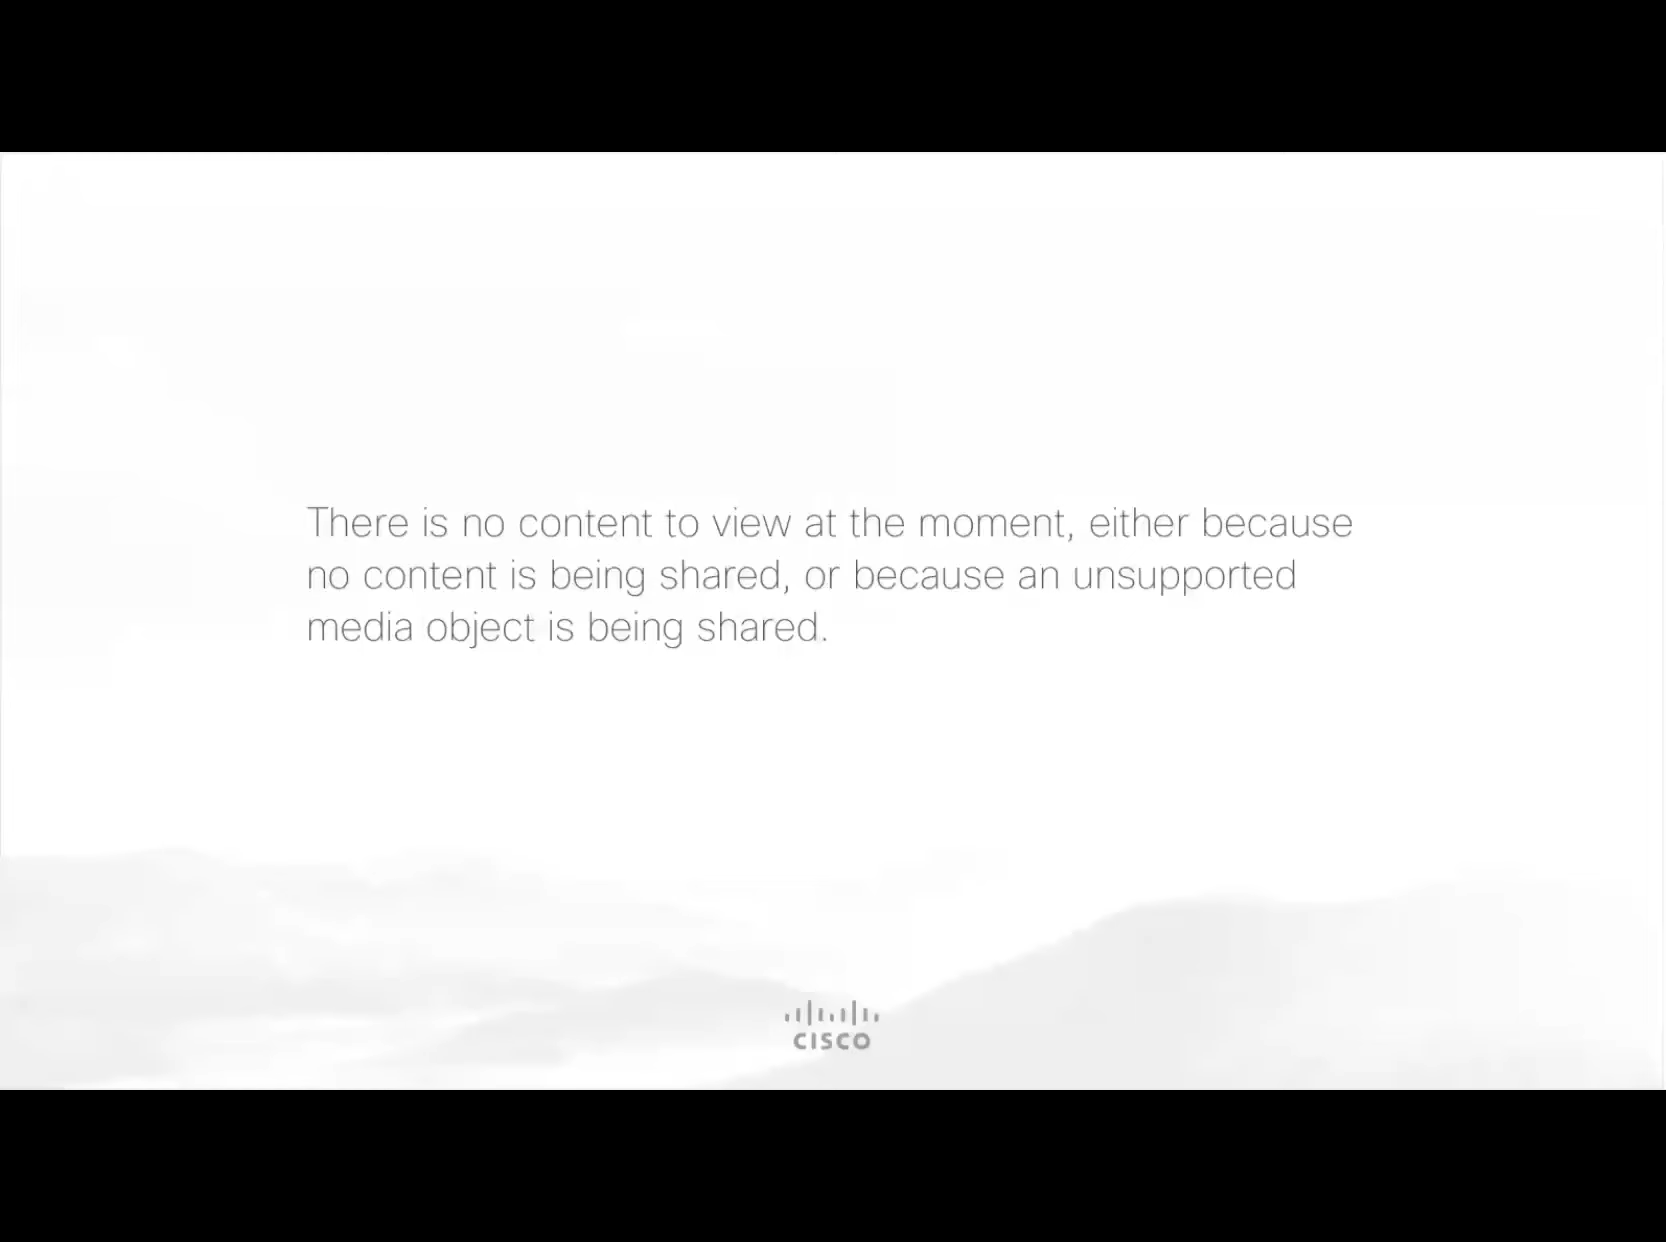 There is no content to view at the moment, either because
no content is being shared, or because an unsupported
media object is being shared.
CISCO